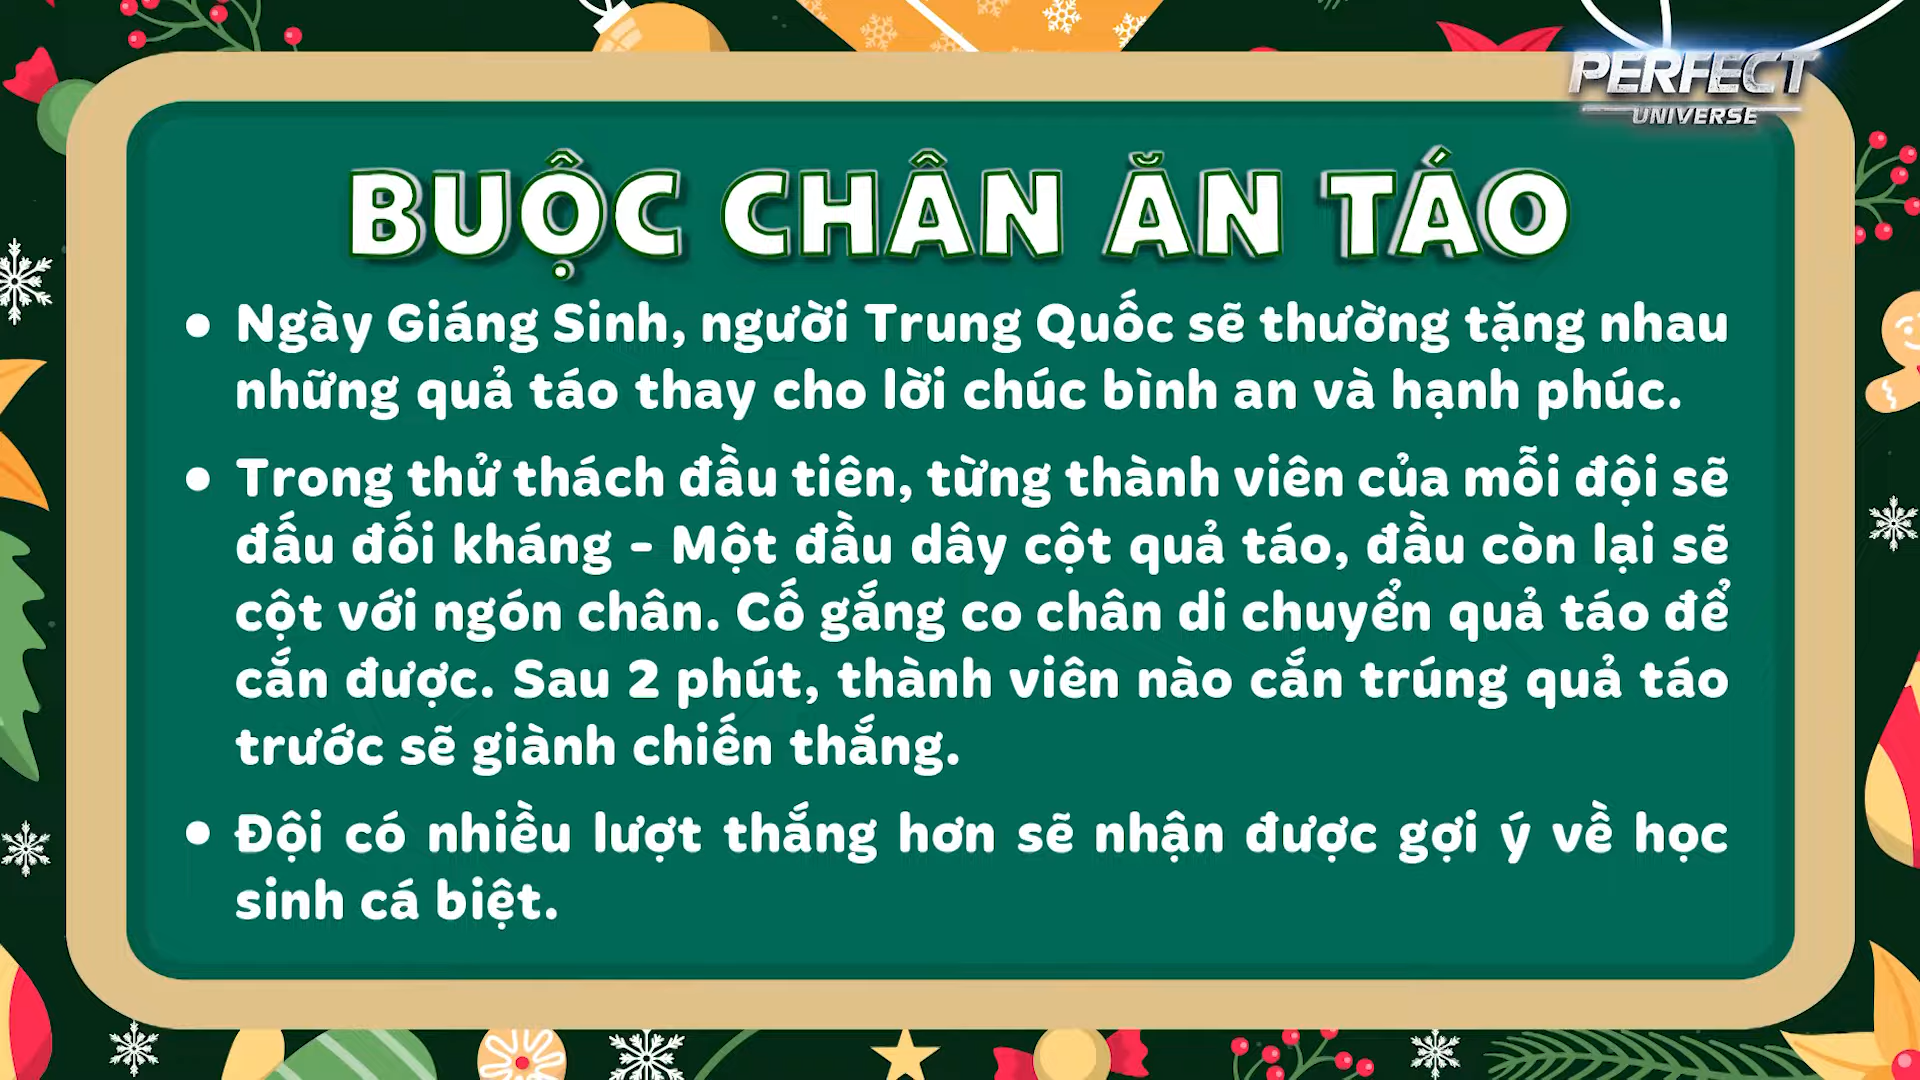 PERFECT
UNIVERSE
BUỘC CHÂN ĂN TÁO
• Ngày Giáng Sinh, người Trung Quốc sẽ thường tặng nhau
những quả táo thay cho lời chúc bình an và hạnh phúc.
• Trong thử thách đầu tiên, từng thành viên của mỗi đội sẽ
đấu đối kháng - Một đầu dây cột quả táo, đầu còn lại sẽ
cột với ngón chân. Cố gắng co chân di chuyển quả táo để
cắn được. Sau 2 phút, thành viên nào cắn trúng quả táo
trước sẽ giành chiến thắng.
• Đội có nhiều lượt thắng hơn sẽ nhận được gợi ý về học
sinh cá biệt.